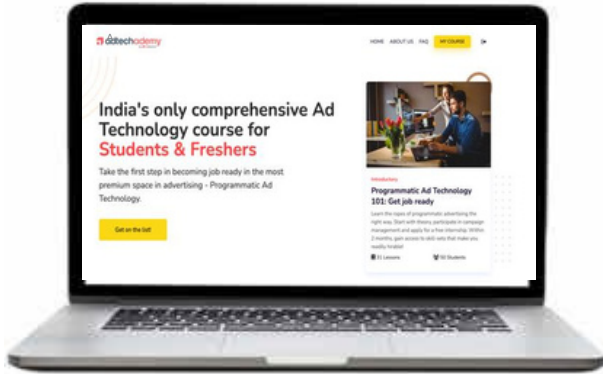 adtechademy
HOME ABOUT US FAQ MY COURSE
India's only comprehensive Ad
Technology course for
Students & Freshers
Take the first step in becoming job ready in the most
premium space in advertising - Programmatic Ad
Technology.
Get on the list!
Introductory
Programmatic Ad Technology
101: Get job ready
Learn the ropes of programmatic advertising the
right way. Start with theory, participate in campaign
management and apply for a free internship. Within
2 months, gain access to skill sets that make you
readily hirable!
31 Lessons
50 Students